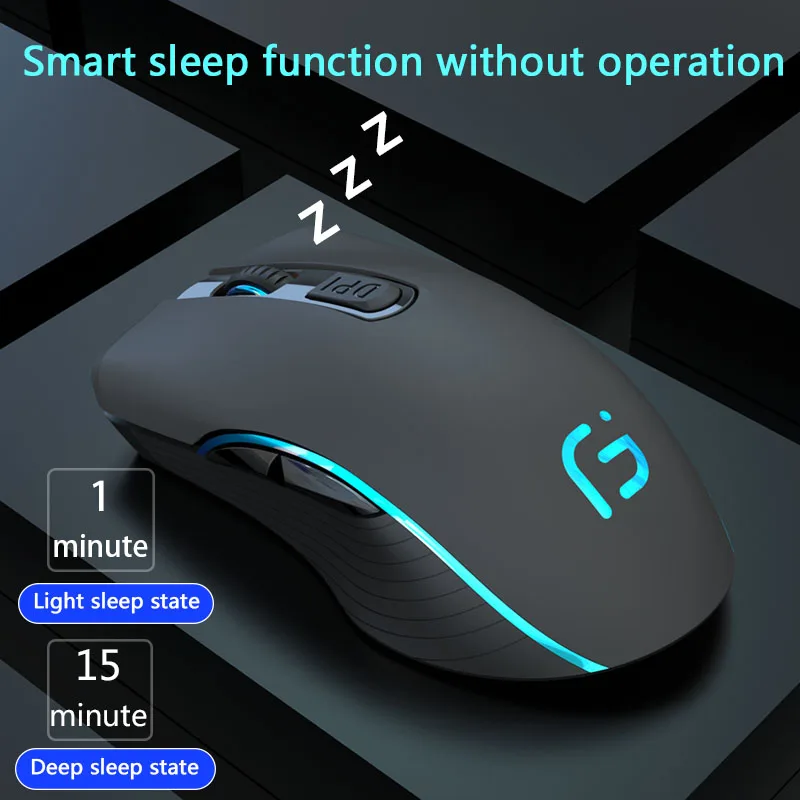 Smart sleep function without operation
Z
Z
Z
DPI
1
minute
Light sleep state
15
minute
Deep sleep state